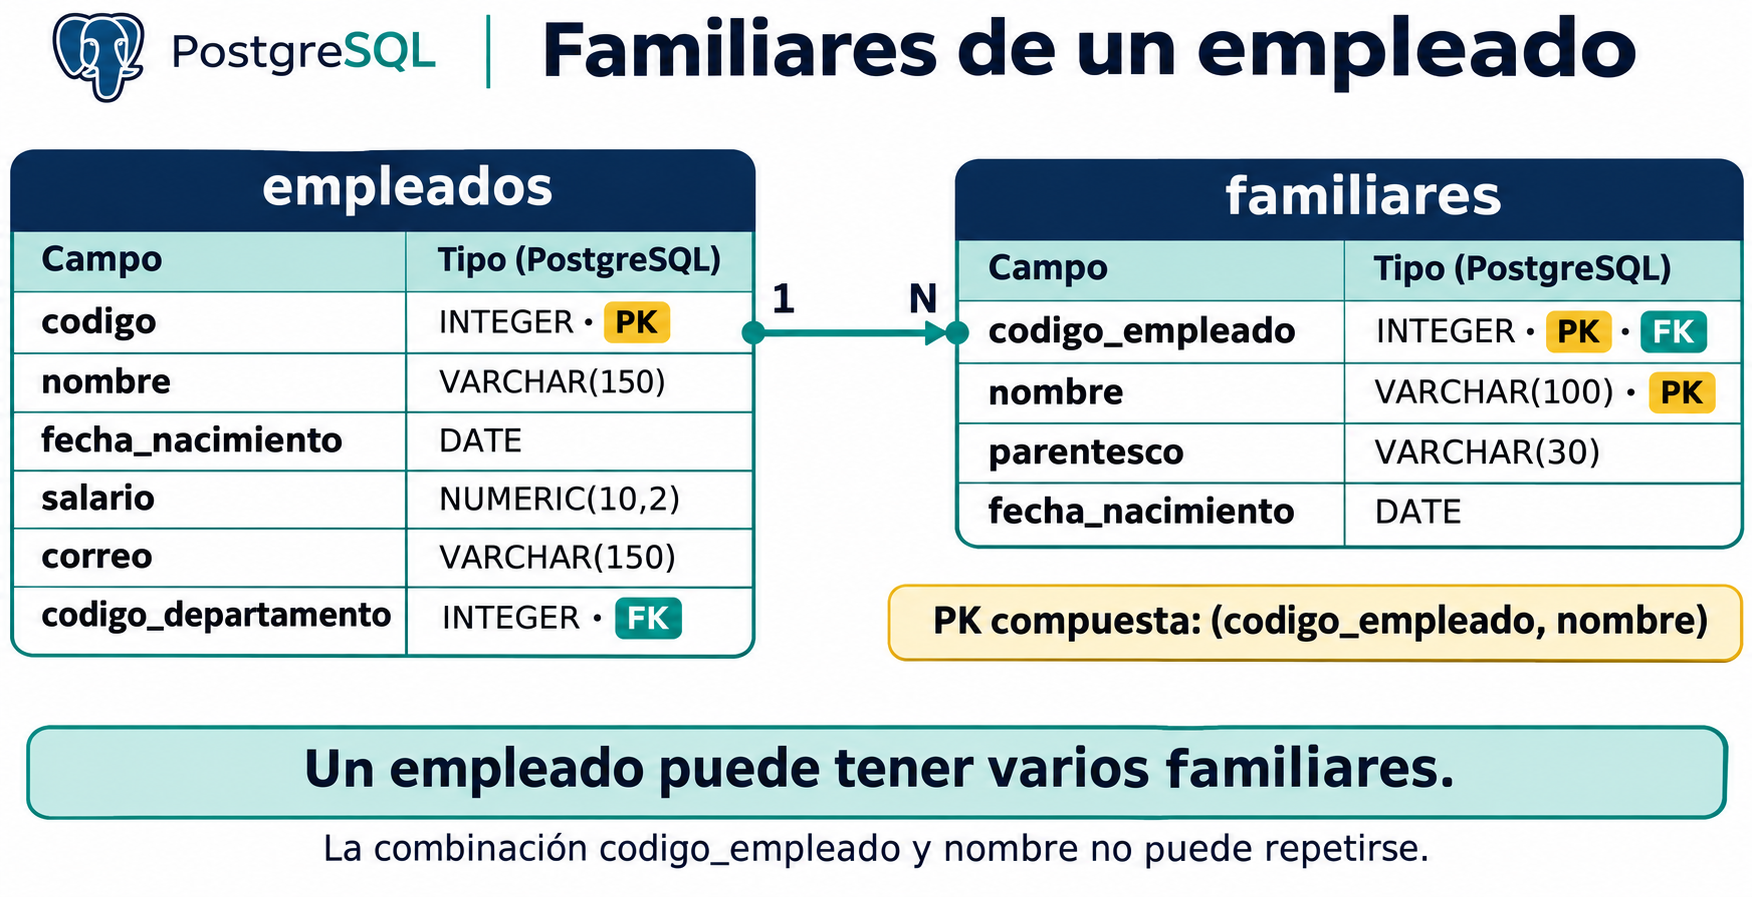 PostgreSQL
Familiares de un empleado
empleados
Campo Tipo (PostgreSQL)
codigo INTEGER • PK
nombre VARCHAR(150)
fecha_nacimiento DATE
salario NUMERIC(10,2)
correo VARCHAR(150)
codigo_departamento INTEGER • FK
1 N
familiares
Campo Tipo (PostgreSQL)
codigo_empleado INTEGER • PK • FK
nombre VARCHAR(100) • PK
parentesco VARCHAR(30)
fecha_nacimiento DATE
PK compuesta: (codigo_empleado, nombre)
Un empleado puede tener varios familiares.
La combinación codigo_empleado y nombre no puede repetirse.